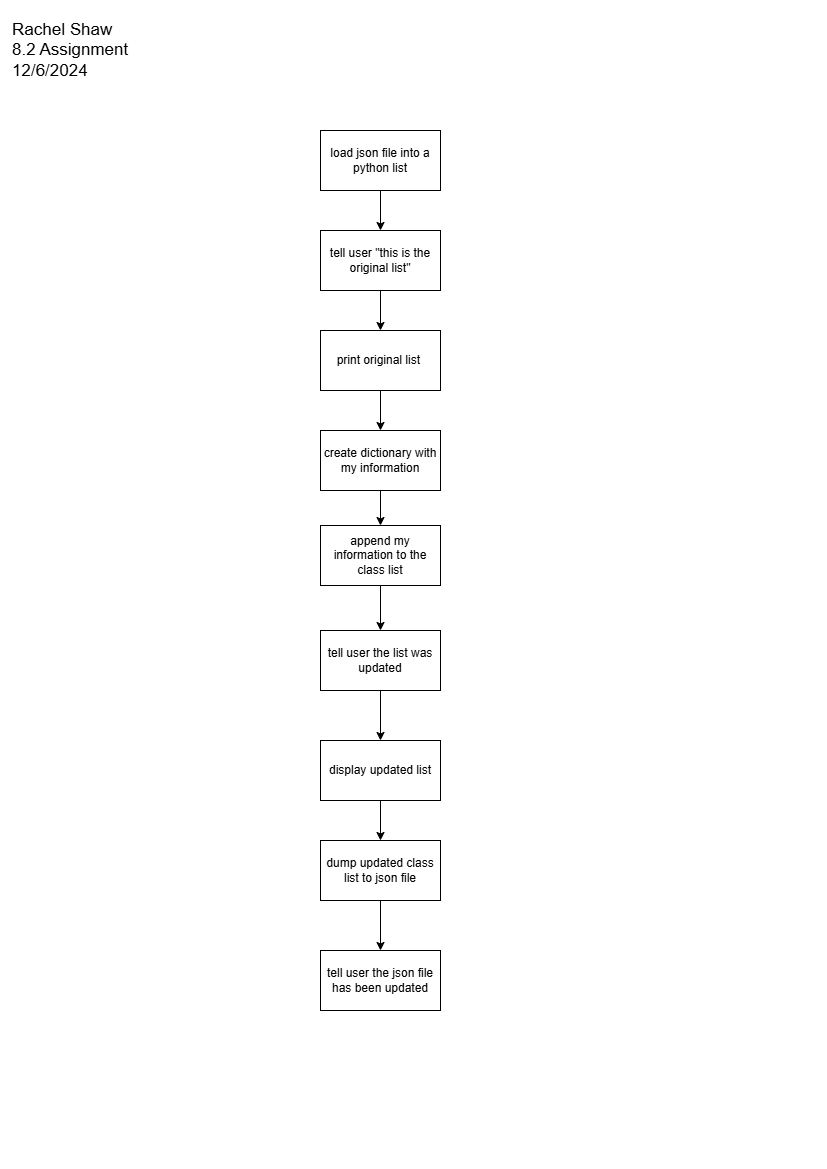 Rachel Shaw
8.2 Assignment
12/6/2024
load json file into a
python list
tell user "this is the
original list"
print original list
create dictionary with
my information
append my
information to the
class list
tell user the list was
updated
display updated list
dump updated class
list to json file
tell user the json file
has been updated